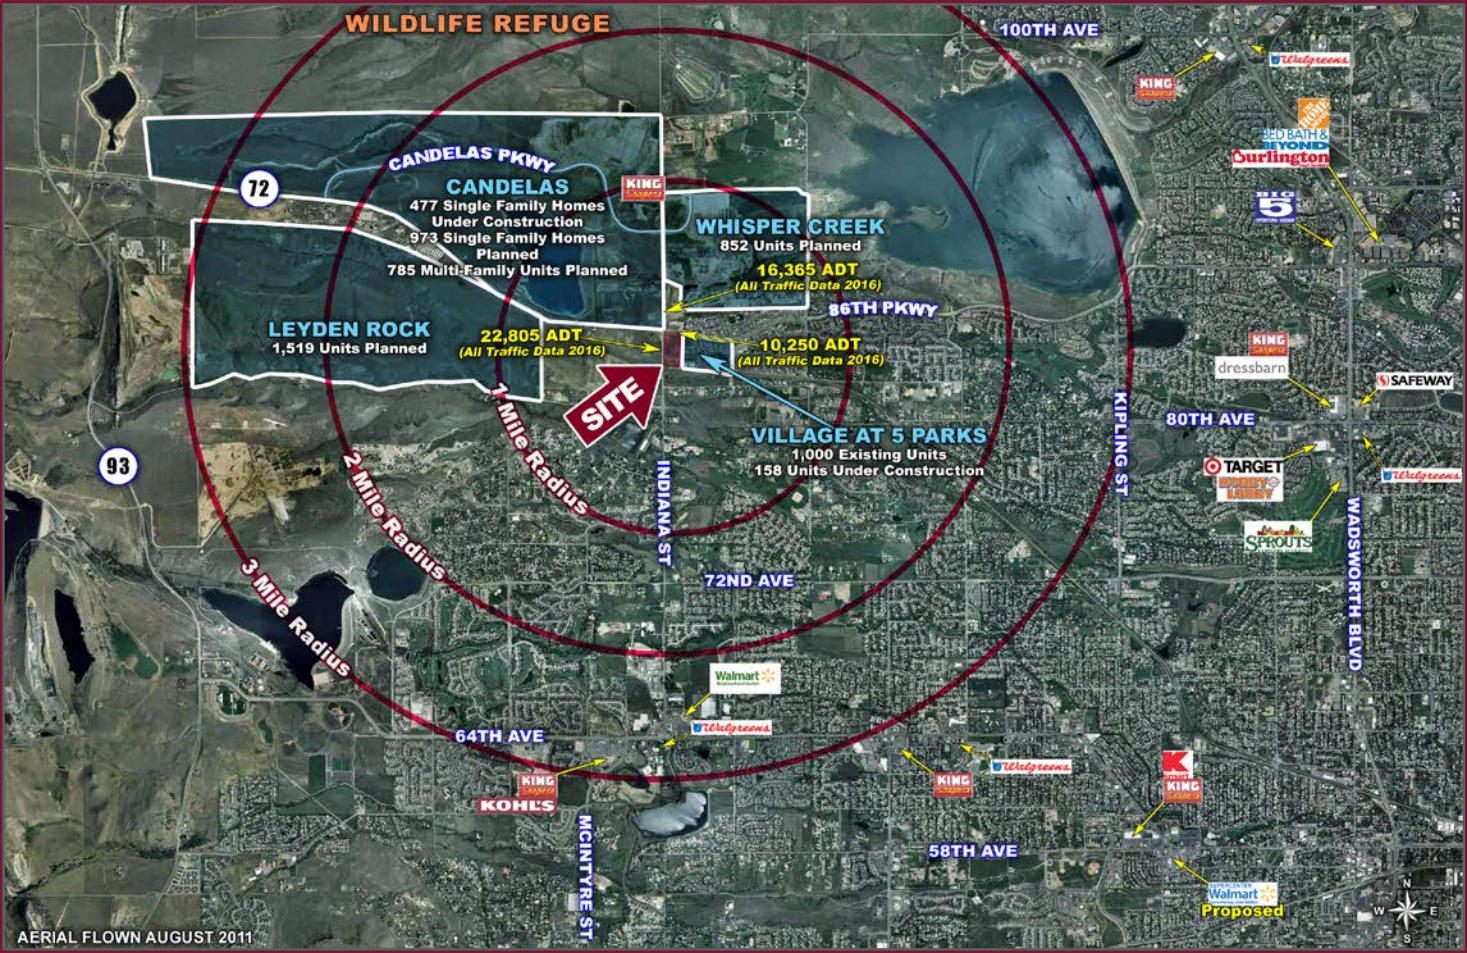 WILDLIFE REFUGE
100TH AVE
Walgreens
KING
Soopers
THE HOME
BED BATH &
BEYOND
Burlington
72
CANDELAS PKWY
CANDELAS
477 Single Family Homes
Under Construction
973 Single Family Homes
Planned
785 Multi-Family Units Planned
KING
Soopers
WHISPER CREEK
852 Units Planned
BIG
5
16,365 ADT
(All Traffic Data 2016)
86TH PKWY
LEYDEN ROCK
1,519 Units Planned
22,805 ADT
(All Traffic Data 2016)
10,250 ADT
(All Traffic Data 2016)
KING
Soopers
dressbarn
SAFEWAY
SITE
1 Mile Radius
KIPLING ST
80TH AVE
VILLAGE AT 5 PARKS
1,000 Existing Units
158 Units Under Construction
93
2 Mile Radius
INDIANA ST
TARGET
HOBBY
LOBBY
Walgreens
SPROUTS
WADSWORTH BLVD
72ND AVE
3 Mile Radius
Walmart
64TH AVE
Walgreens
KING
Soopers
KOHL'S
KING
Soopers
Walgreens
K
KING
Soopers
MCINTYRE ST
58TH AVE
SUPERCENTER
Walmart
Proposed
N
W
E
S
AERIAL FLOWN AUGUST 2011